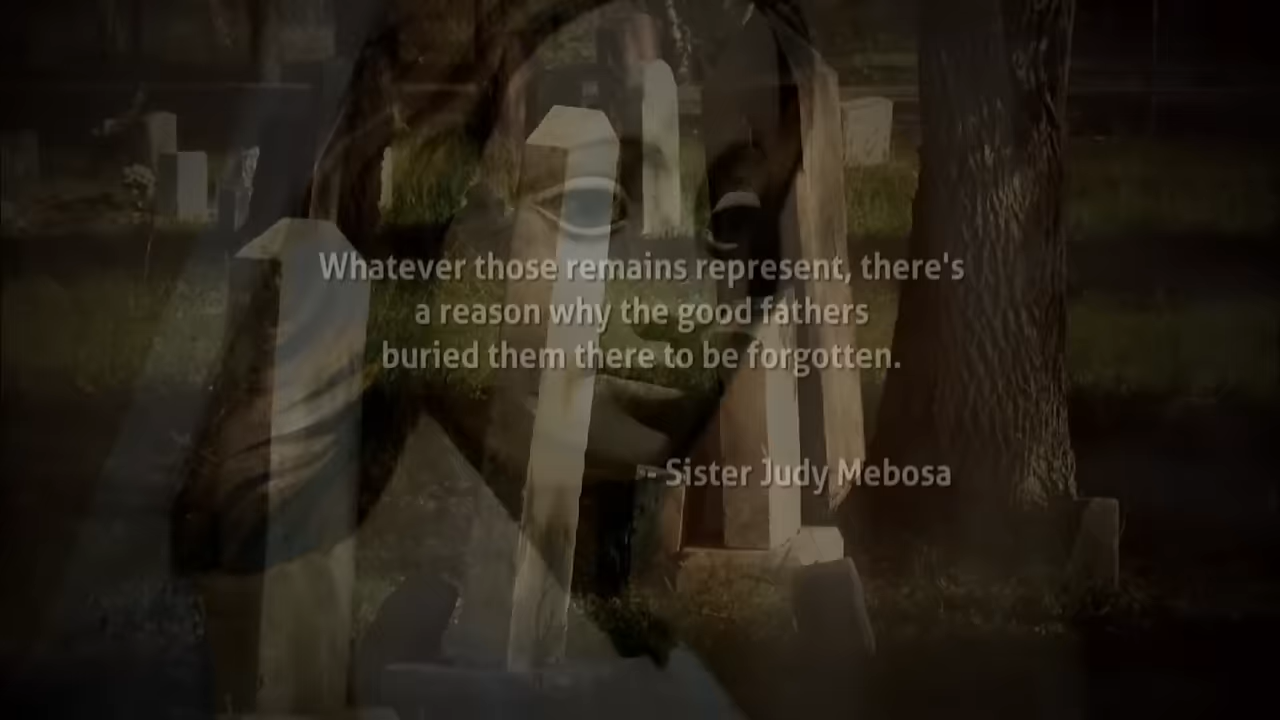 Whatever those remains represent, there's
a reason why the good fathers
buried them there to be forgotten.
-- Sister Judy Mebosa